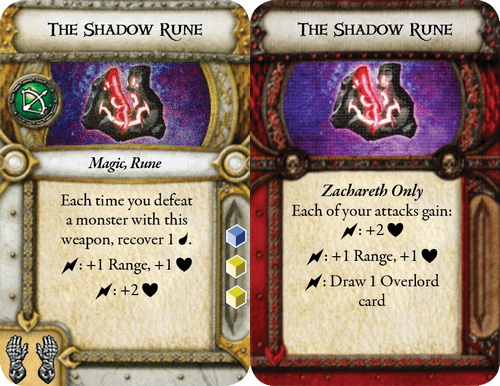 The Shadow Rune
Magic, Rune
Each time you defeat
a monster with this
weapon, recover 1 .
: +1 Range, +1 ♥
: +2 ♥
The Shadow Rune
Zachareth Only
Each of your attacks gain:
: +2 ♥
: +1 Range, +1 ♥
: Draw 1 Overlord
card